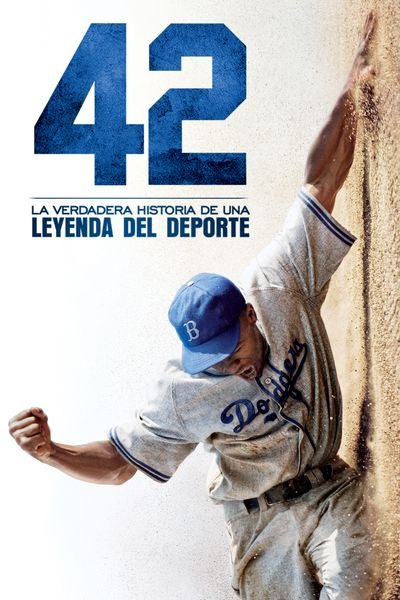 42
LA VERDADERA HISTORIA DE UNA
LEYENDA DEL DEPORTE
B
Dodgers